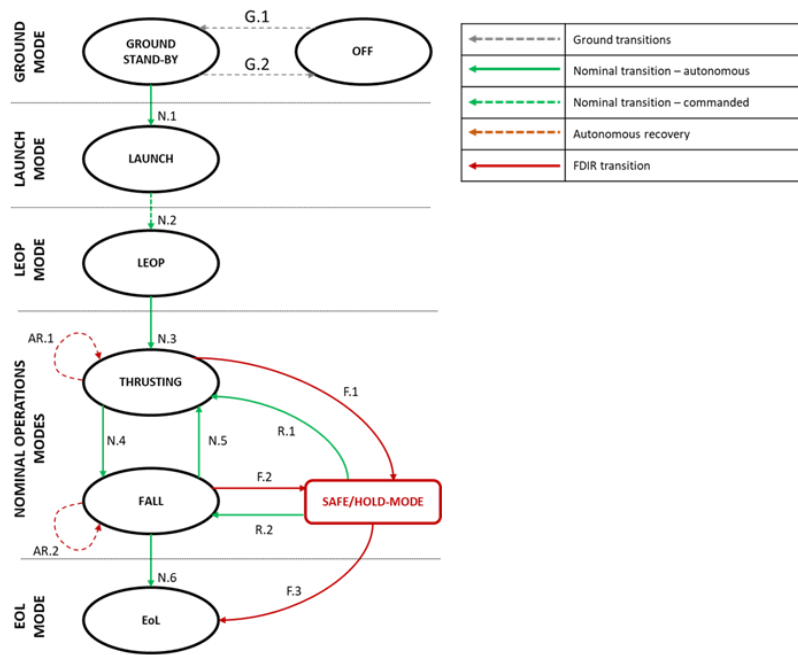 GROUND
MODE
GROUND
STAND-BY
G.1
G.2
OFF
N.1
LAUNCH
MODE
LAUNCH
N.2
LEOP
MODE
LEOP
N.3
NOMINAL OPERATIONS
MODES
AR.1
THRUSTING
F.1
R.1
N.4
N.5
FALL
F.2
SAFE/HOLD-MODE
R.2
AR.2
N.6
F.3
EOL
MODE
EoL
Ground transitions
Nominal transition – autonomous
Nominal transition – commanded
Autonomous recovery
FDIR transition